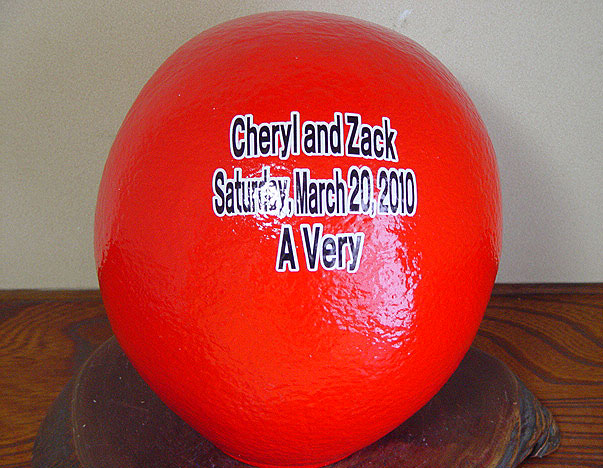 Cheryl and Zack
Saturday, March 20, 2010
A Very